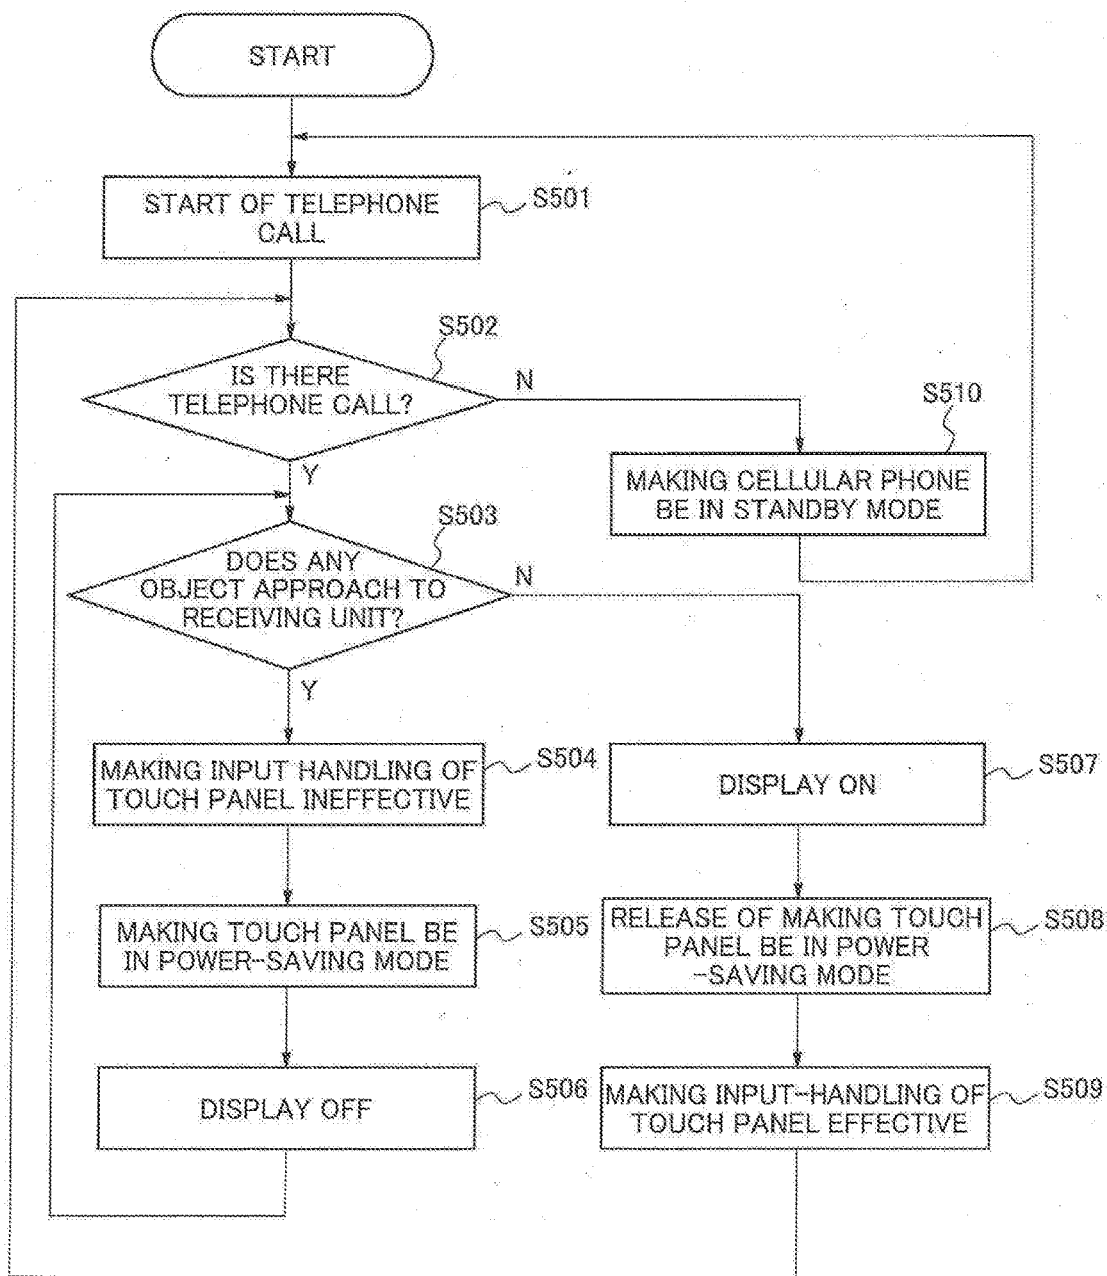 START
START OF TELEPHONE
CALL
S501
S502
IS THERE
TELEPHONE CALL?
N
Y
S510
MAKING CELLULAR PHONE
BE IN STANDBY MODE
S503
DOES ANY
OBJECT APPROACH TO
RECEIVING UNIT?
N
Y
MAKING INPUT HANDLING OF
TOUCH PANEL INEFFECTIVE
S504
DISPLAY ON
S507
MAKING TOUCH PANEL BE
IN POWER-SAVING MODE
S505
RELEASE OF MAKING TOUCH
PANEL BE IN POWER
-SAVING MODE
S508
DISPLAY OFF
S506
MAKING INPUT-HANDLING OF
TOUCH PANEL EFFECTIVE
S509